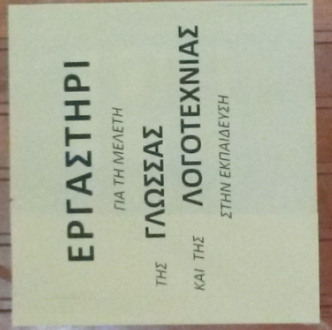 ΕΡΓΑΣΤΗΡΙ
ΓΙΑ ΤΗ ΜΕΛΕΤΗ
ΤΗΣ ΓΛΩΣΣΑΣ
ΚΑΙ ΤΗΣ ΛΟΓΟΤΕΧΝΙΑΣ
ΣΤΗΝ ΕΚΠΑΙΔΕΥΣΗ